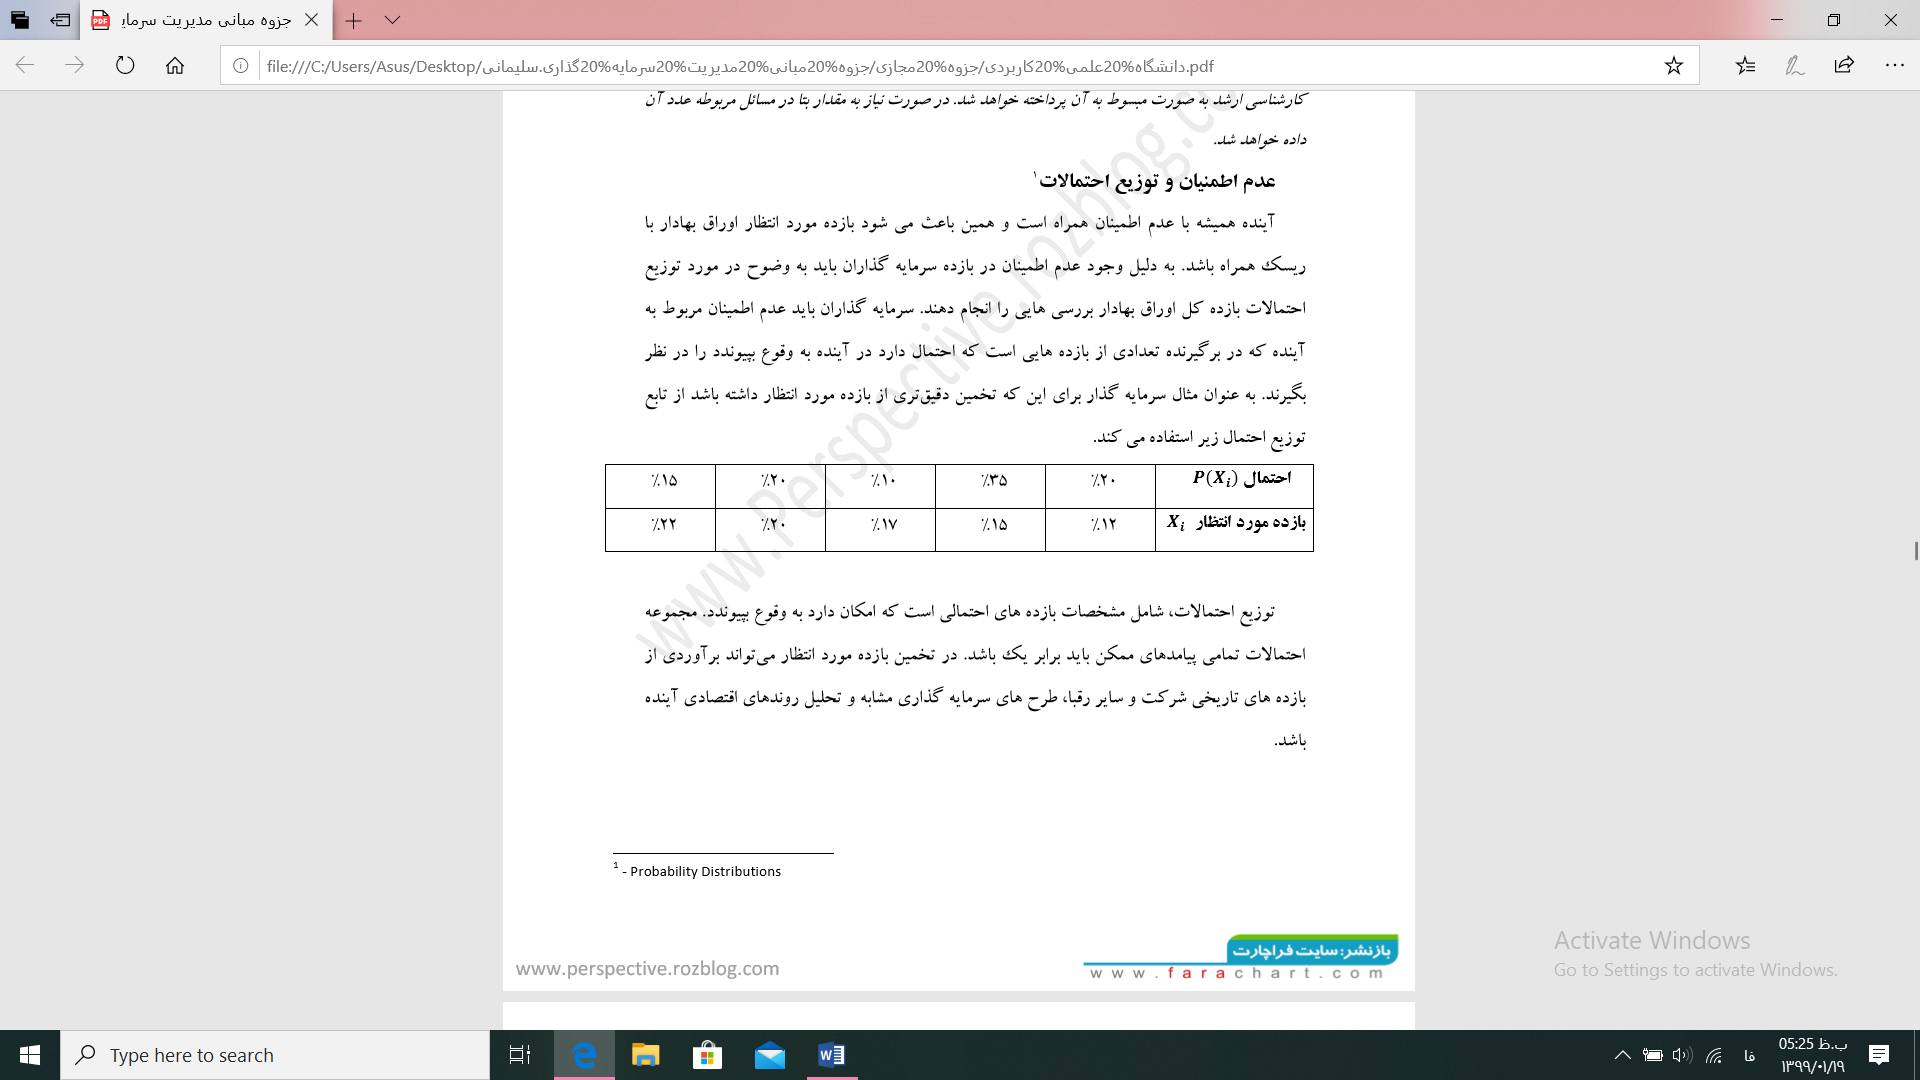 جزوه مبانی مدیریت سرمای
file:///C:/Users/Asus/Desktop/دانشگاه%20علمی%20کاربردی/جزوه%20مجازی/جزوه%20مبانی%20مدیریت%20سرمایه%20گذاری.سلیمانی.pdf
کارشناسی ارشد به صورت مبسوط به آن پرداخته خواهد شد. در صورت نیاز به مقدار بتا در مسائل مربوطه عدد آن
داده خواهد شد.
عدم اطمنیان و توزیع احتمالات۱
آینده همیشه با عدم اطمینان همراه است و همین باعث می شود بازده مورد انتظار اوراق بهادار با
ریسک همراه باشد. به دلیل وجود عدم اطمینان در بازده سرمایه گذاران باید به وضوح در مورد توزیع
احتمالات بازده کل اوراق بهادار بررسی هایی را انجام دهند. سرمایه گذاران باید عدم اطمینان مربوط به
آینده که در برگیرنده تعدادی از بازده هایی است که احتمال دارد در آینده به وقوع بپیوندد را در نظر
بگیرند. به عنوان مثال سرمایه گذار برای این که تخمین دقیق‌تری از بازده مورد انتظار داشته باشد از تابع
توزیع احتمال زیر استفاده می کند.
احتمال P(Xi) ۲۰٪ ۳۵٪ ۱۰٪ ۲۰٪ ۱۵٪
بازده مورد انتظار Xi ۱۲٪ ۱۵٪ ۱۷٪ ۲۰٪ ۲۲٪
توزیع احتمالات، شامل مشخصات بازده های احتمالی است که امکان دارد به وقوع بپیوندد. مجموعه
احتمالات تمامی پیامدهای ممکن باید برابر یک باشد. در تخمین بازده مورد انتظار می‌تواند برآوردی از
بازده های تاریخی شرکت و سایر رقبا، طرح های سرمایه گذاری مشابه و تحلیل روندهای اقتصادی آینده
باشد.
www.Perspective.rozblog.co
1 - Probability Distributions
بازنشر: سایت فراچارت
www.farachart.com
www.perspective.rozblog.com
Activate Windows
Go to Settings to activate Windows.
Type here to search
فا
05:25 ب.ظ
۱۳۹۹/۰۱/۱۹